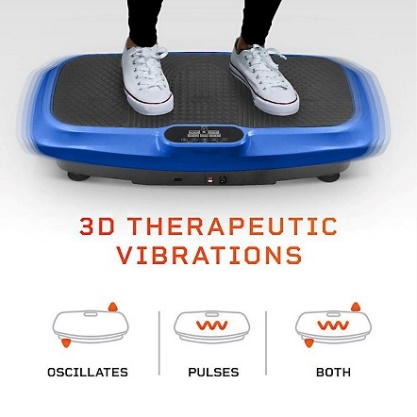 3D THERAPEUTIC
VIBRATIONS
OSCILLATES
PULSES
BOTH